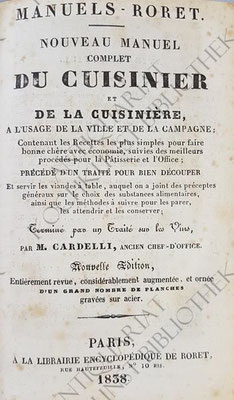 MANUELS-RORET.
NOUVEAU MANUEL
COMPLET
DU CUISINIER
ET
DE LA CUISINIÈRE,
A L'USAGE DE LA VILLE ET DE LA CAMPAGNE;
Contenant les Recettes les plus simples pour faire
bonne chère avec économie, suivies des meilleurs
procédés pour la Pâtisserie et l'Office;
PRÉCÉDÉ D'UN TRAITÉ POUR BIEN DÉCOUPER
Et servir les viandes à table, auquel on a joint des préceptes
généraux sur le choix des substances alimentaires,
ainsi que les méthodes à suivre pour les parer,
les attendrir et les conserver;
Terminé par un Traité sur les Vins,
PAR M. CARDELLI, ANCIEN CHEF-D'OFFICE.
Nouvelle Edition,
Entièrement revue, considérablement augmentée, et ornée
D'UN GRAND NOMBRE DE PLANCHES
gravées sur acier.
PARIS,
A LA LIBRAIRIE ENCYCLOPÉDIQUE DE RORET,
RUE HAUTEFEUILLE, Nº 10 BIS.
1838